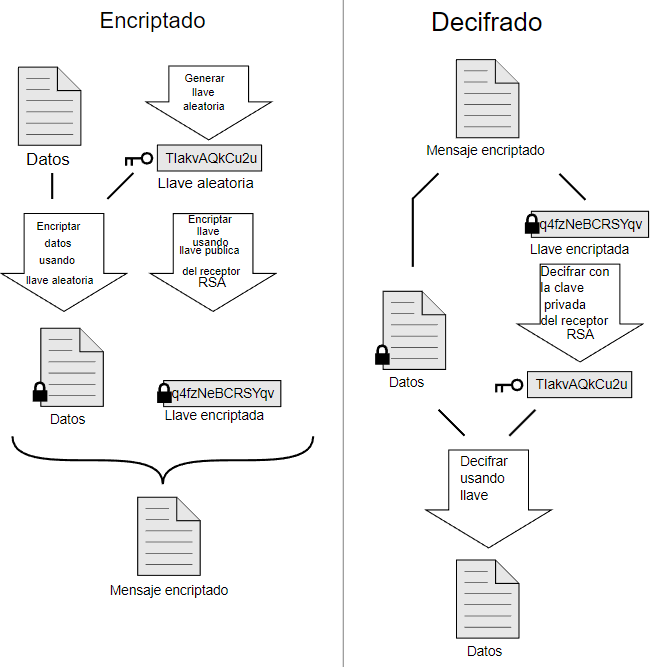 Encriptado
Generar
llave
aleatoria
Datos
TIakvAQkCu2u
Llave aleatoria
Encriptar
datos
usando
llave aleatoria
Encriptar
llave
usando
llave publica
del receptor
RSA
Datos
q4fzNeBCRSYqv
Llave encriptada
Mensaje encriptado
Decifrado
Mensaje encriptado
q4fzNeBCRSYqv
Llave encriptada
Decifrar con
la clave
privada
del receptor
RSA
Datos
TIakvAQkCu2u
Decifrar
usando
llave
Datos